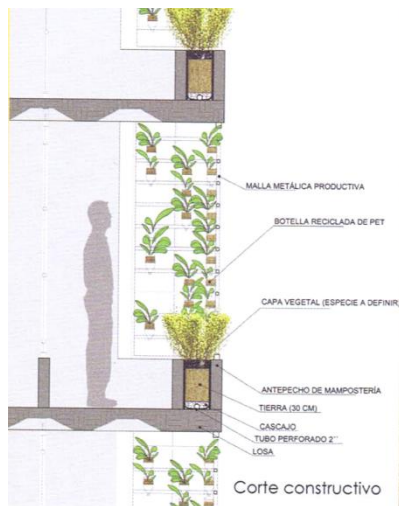 MALLA METÁLICA PRODUCTIVA
BOTELLA RECICLADA DE PET
CAPA VEGETAL (ESPECIE A DEFINIR)
ANTEPECHO DE MAMPOSTERÍA
TIERRA (30 CM)
CASCAJO
TUBO PERFORADO 2´´
LOSA
Corte constructivo